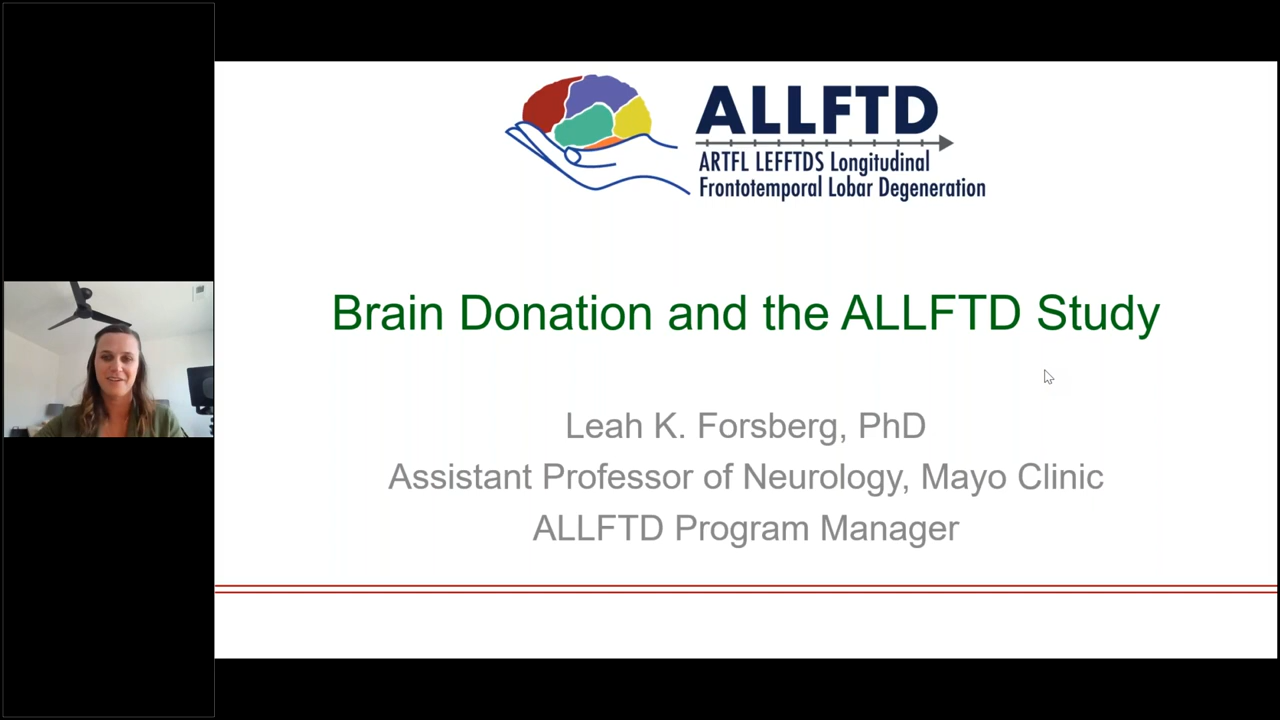 ALLFTD
ARTFL LEFFTDS Longitudinal
Frontotemporal Lobar Degeneration
Brain Donation and the ALLFTD Study
Leah K. Forsberg, PhD
Assistant Professor of Neurology, Mayo Clinic
ALLFTD Program Manager